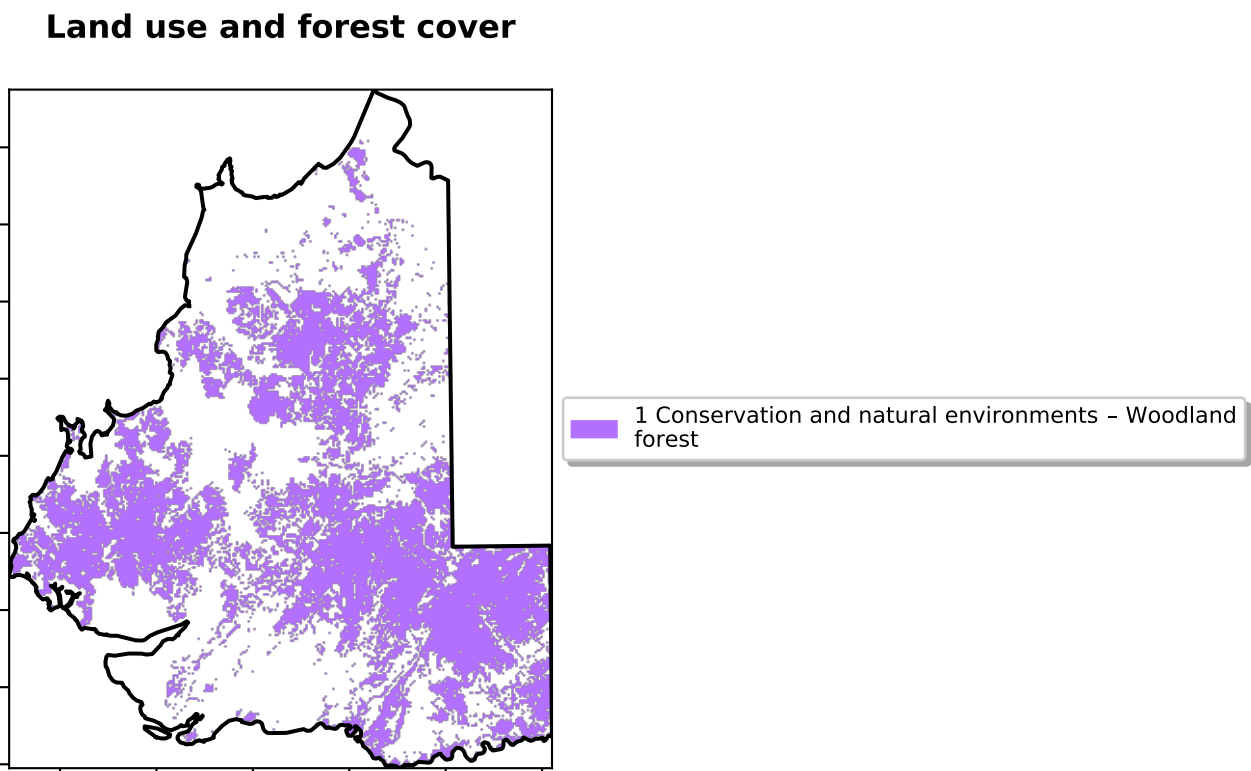 Land use and forest cover
1 Conservation and natural environments – Woodland
forest